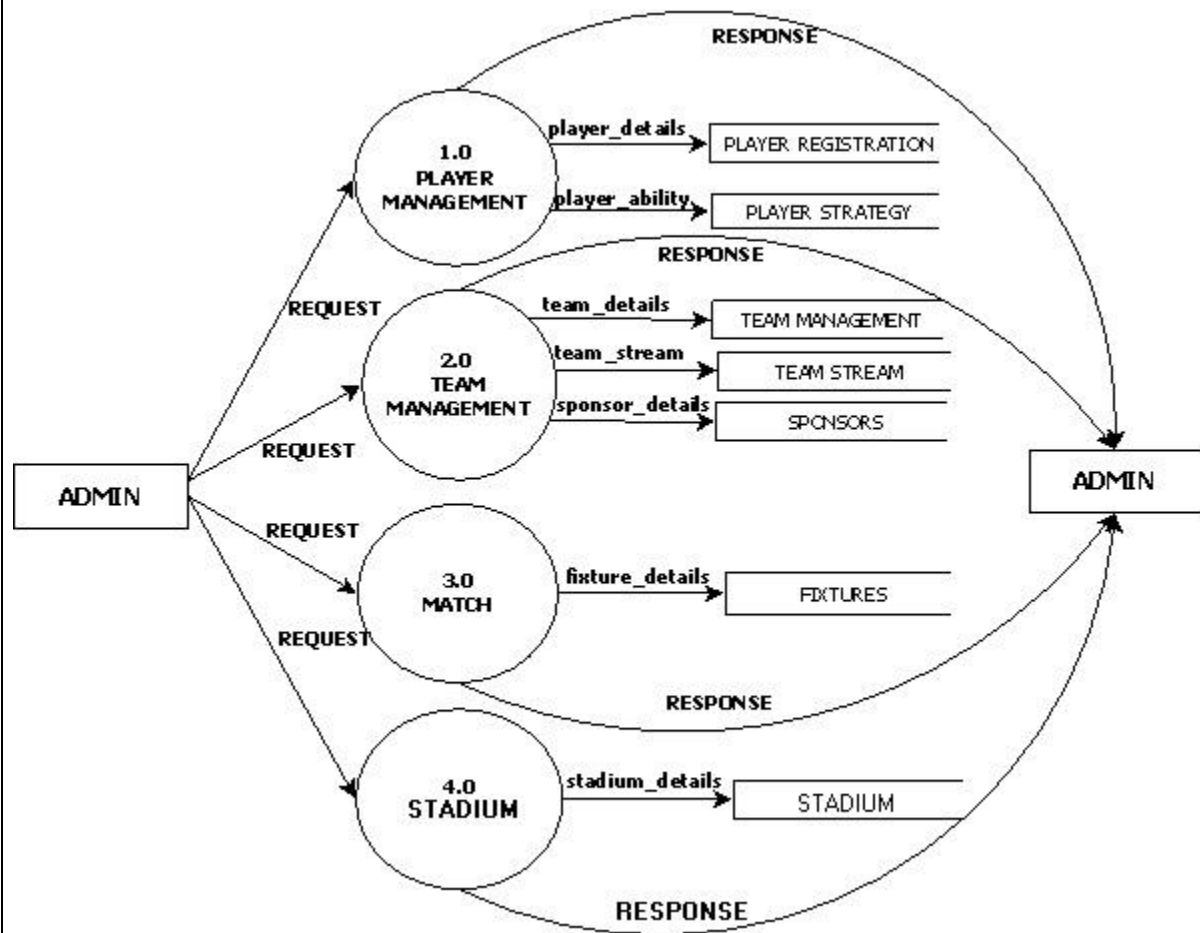 RESPONSE
player_details
PLAYER REGISTRATION
1.0
PLAYER
MANAGEMENT
player_ability
PLAYER STRATEGY
RESPONSE
REQUEST
team_details
TEAM MANAGEMENT
2.0
TEAM
MANAGEMENT
team_stream
TEAM STREAM
sponsor_details
SPONSORS
REQUEST
ADMIN
ADMIN
REQUEST
3.0
MATCH
fixture_details
FIXTURES
REQUEST
RESPONSE
4.0
STADIUM
stadium_details
STADIUM
RESPONSE